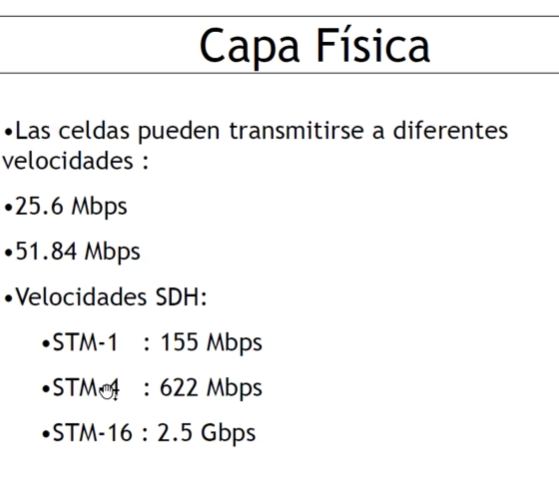 Capa Física
•Las celdas pueden transmitirse a diferentes
velocidades :
•25.6 Mbps
•51.84 Mbps
•Velocidades SDH:
•STM-1 : 155 Mbps
•STM-4 : 622 Mbps
•STM-16 : 2.5 Gbps